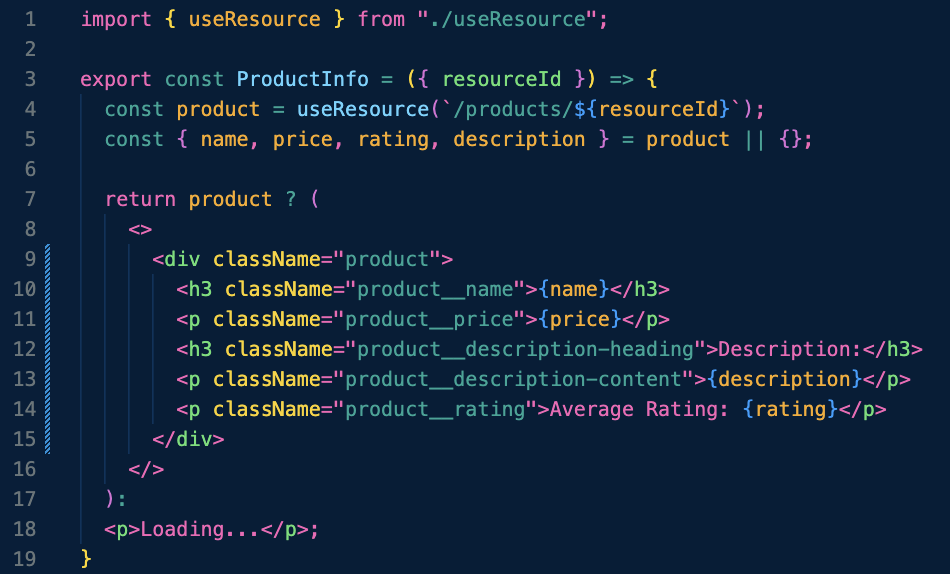 1 import { useResource } from "./useResource";
2
3 export const ProductInfo = ({ resourceId }) => {
4 const product = useResource(`/products/${resourceId}`);
5 const { name, price, rating, description } = product || {};
6
7 return product ? (
8 <>
9 <div className="product">
10 <h3 className="product__name">{name}</h3>
11 <p className="product__price">{price}</p>
12 <h3 className="product__description-heading">Description:</h3>
13 <p className="product__description-content">{description}</p>
14 <p className="product__rating">Average Rating: {rating}</p>
15 </div>
16 </>
17 ):
18 <p>Loading...</p>;
19 }